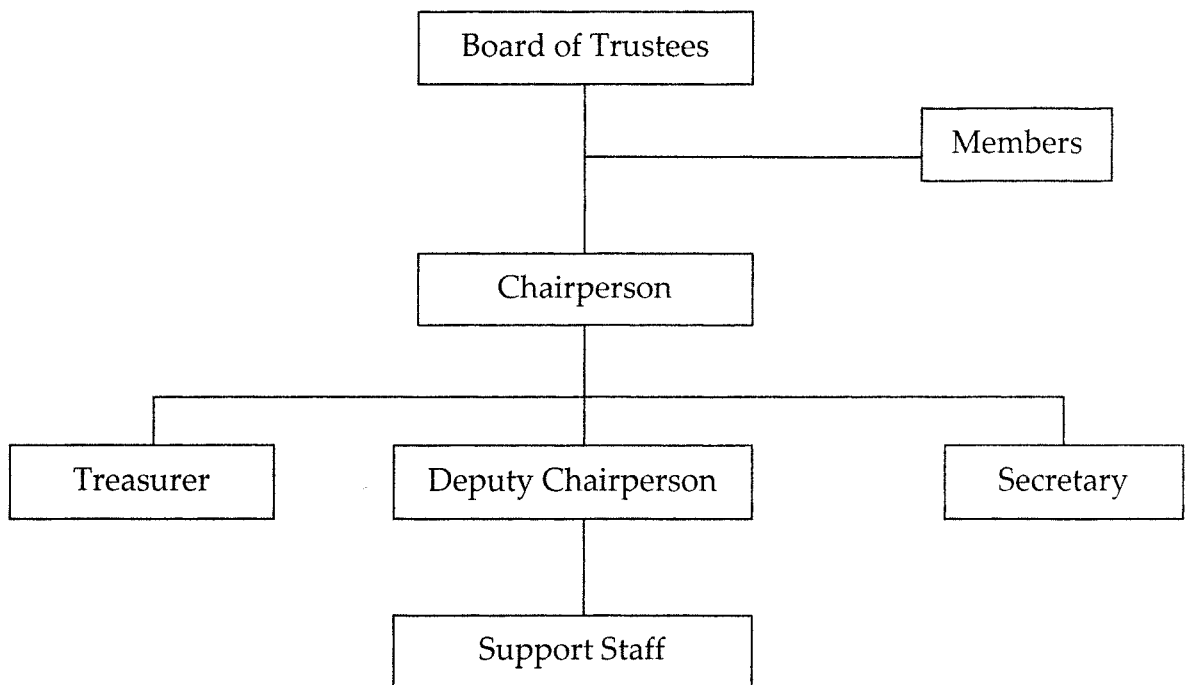 Board of Trustees
Members
Chairperson
Treasurer
Deputy Chairperson
Secretary
Support Staff